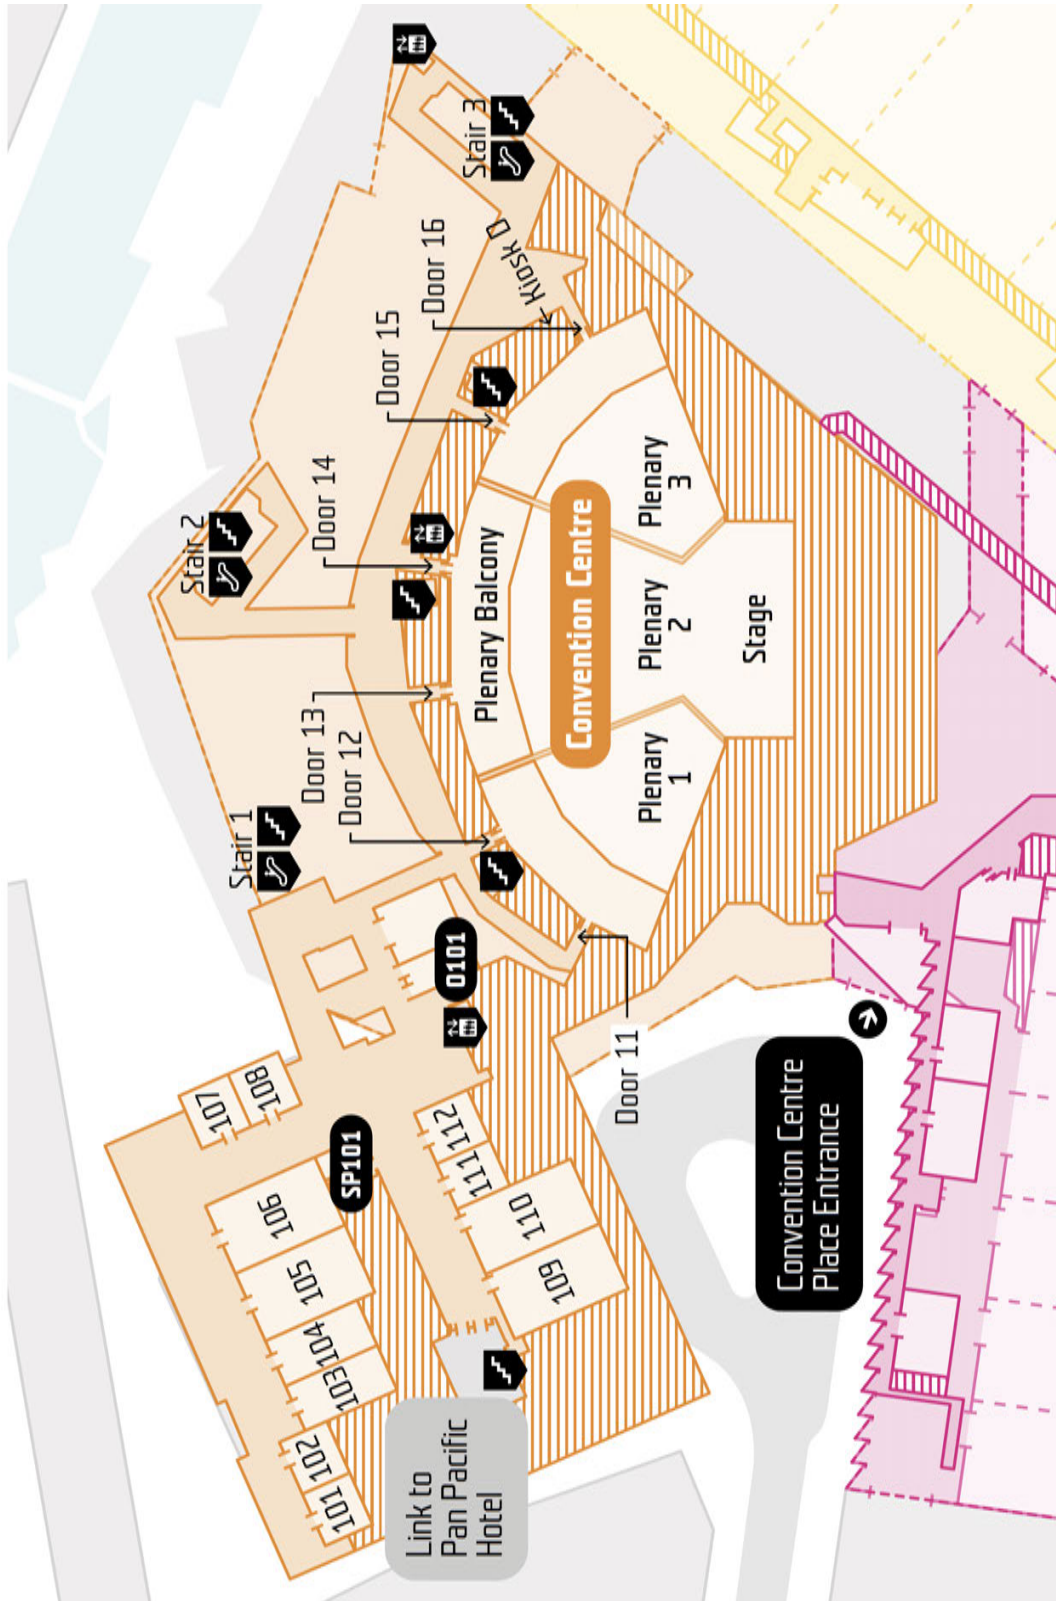 Stair 3
Kiosk D
Door 16
Door 15
Door 14
Stair 2
Door 13
Door 12
Stair 1
Plenary Balcony
Convention Centre
Plenary
3
Plenary
2
Plenary
1
Stage
O101
Door 11
107
108
SP101
112
111
110
109
106
105
104
103
102
101
Convention Centre
Place Entrance
Link to
Pan Pacific
Hotel